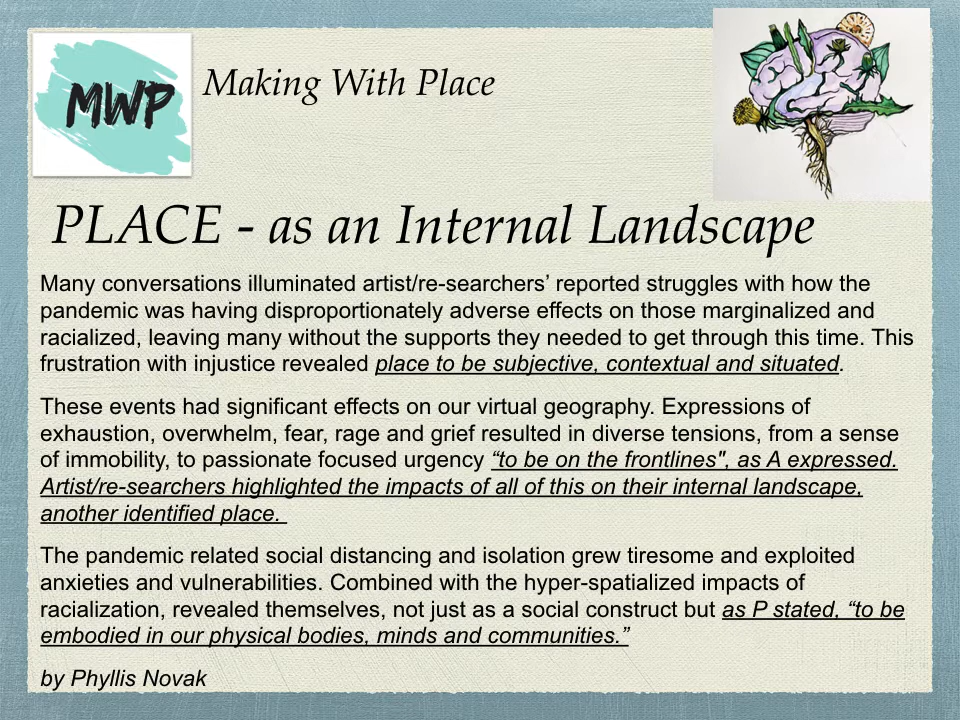 MWP
Making With Place
PLACE - as an Internal Landscape
Many conversations illuminated artist/re-searchers’ reported struggles with how the
pandemic was having disproportionately adverse effects on those marginalized and
racialized, leaving many without the supports they needed to get through this time. This
frustration with injustice revealed place to be subjective, contextual and situated.
These events had significant effects on our virtual geography. Expressions of
exhaustion, overwhelm, fear, rage and grief resulted in diverse tensions, from a sense
of immobility, to passionate focused urgency “to be on the frontlines", as A expressed.
Artist/re-searchers highlighted the impacts of all of this on their internal landscape,
another identified place.
The pandemic related social distancing and isolation grew tiresome and exploited
anxieties and vulnerabilities. Combined with the hyper-spatialized impacts of
racialization, revealed themselves, not just as a social construct but as P stated, “to be
embodied in our physical bodies, minds and communities.”
by Phyllis Novak